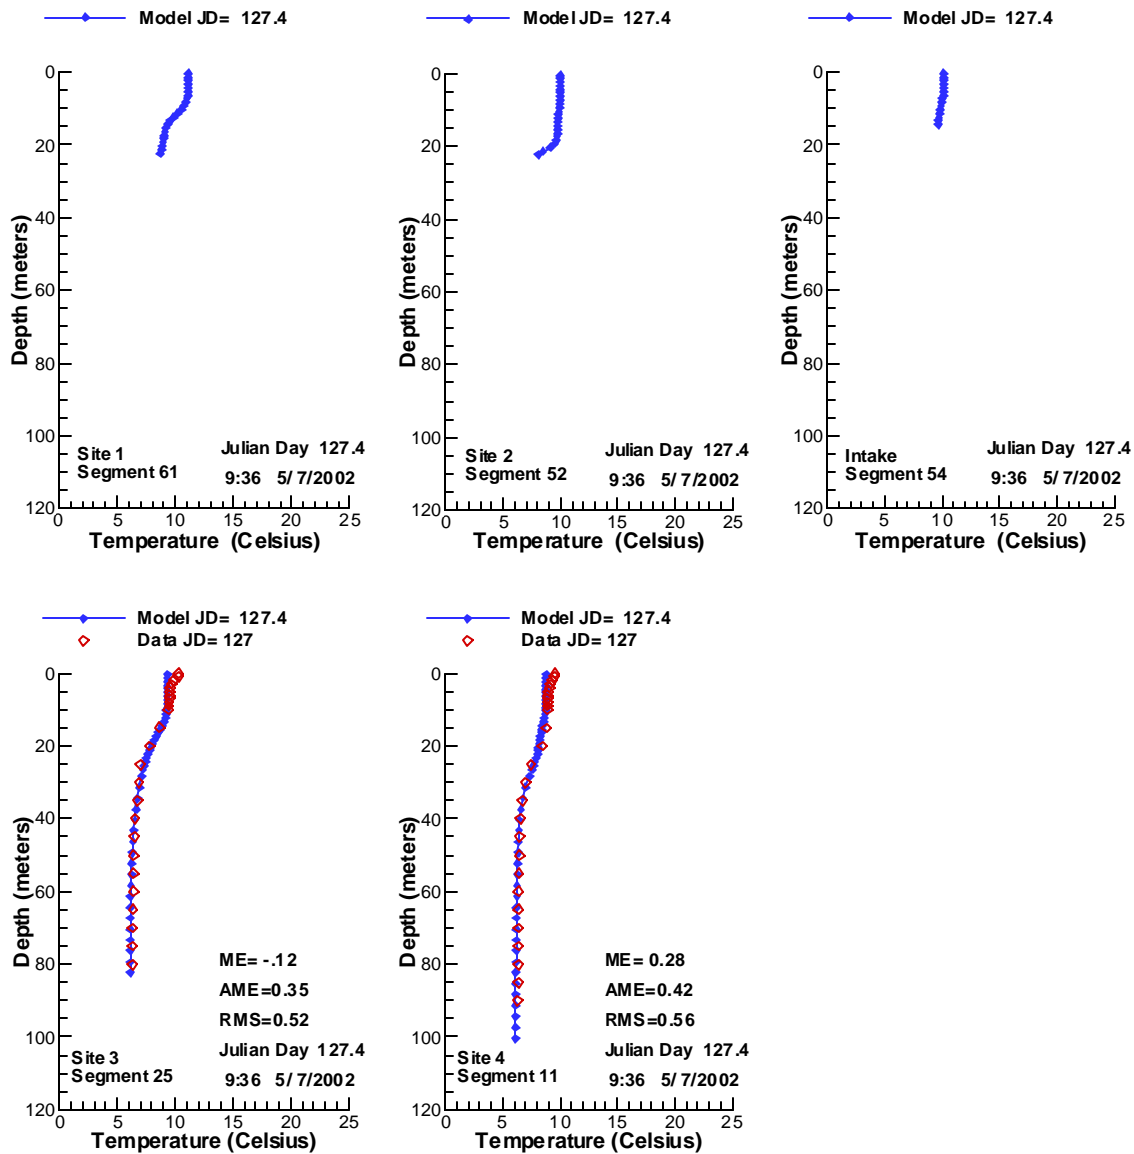 Model JD= 127.4
0
20
40
60
80
100
120
Depth (meters)
Site 1
Segment 61
Julian Day 127.4
9:36 5/7/2002
0 5 10 15 20 25
Temperature (Celsius)
Model JD= 127.4
0
20
40
60
80
100
120
Depth (meters)
Site 2
Segment 52
Julian Day 127.4
9:36 5/7/2002
0 5 10 15 20 25
Temperature (Celsius)
Model JD= 127.4
0
20
40
60
80
100
120
Depth (meters)
Intake
Segment 54
Julian Day 127.4
9:36 5/7/2002
0 5 10 15 20 25
Temperature (Celsius)
Model JD= 127.4
Data JD= 127
0
20
40
60
80
100
120
Depth (meters)
ME= -.12
AME=0.35
RMS=0.52
Site 3
Segment 25
Julian Day 127.4
9:36 5/7/2002
0 5 10 15 20 25
Temperature (Celsius)
Model JD= 127.4
Data JD= 127
0
20
40
60
80
100
120
Depth (meters)
ME= 0.28
AME=0.42
RMS=0.56
Site 4
Segment 11
Julian Day 127.4
9:36 5/7/2002
0 5 10 15 20 25
Temperature (Celsius)